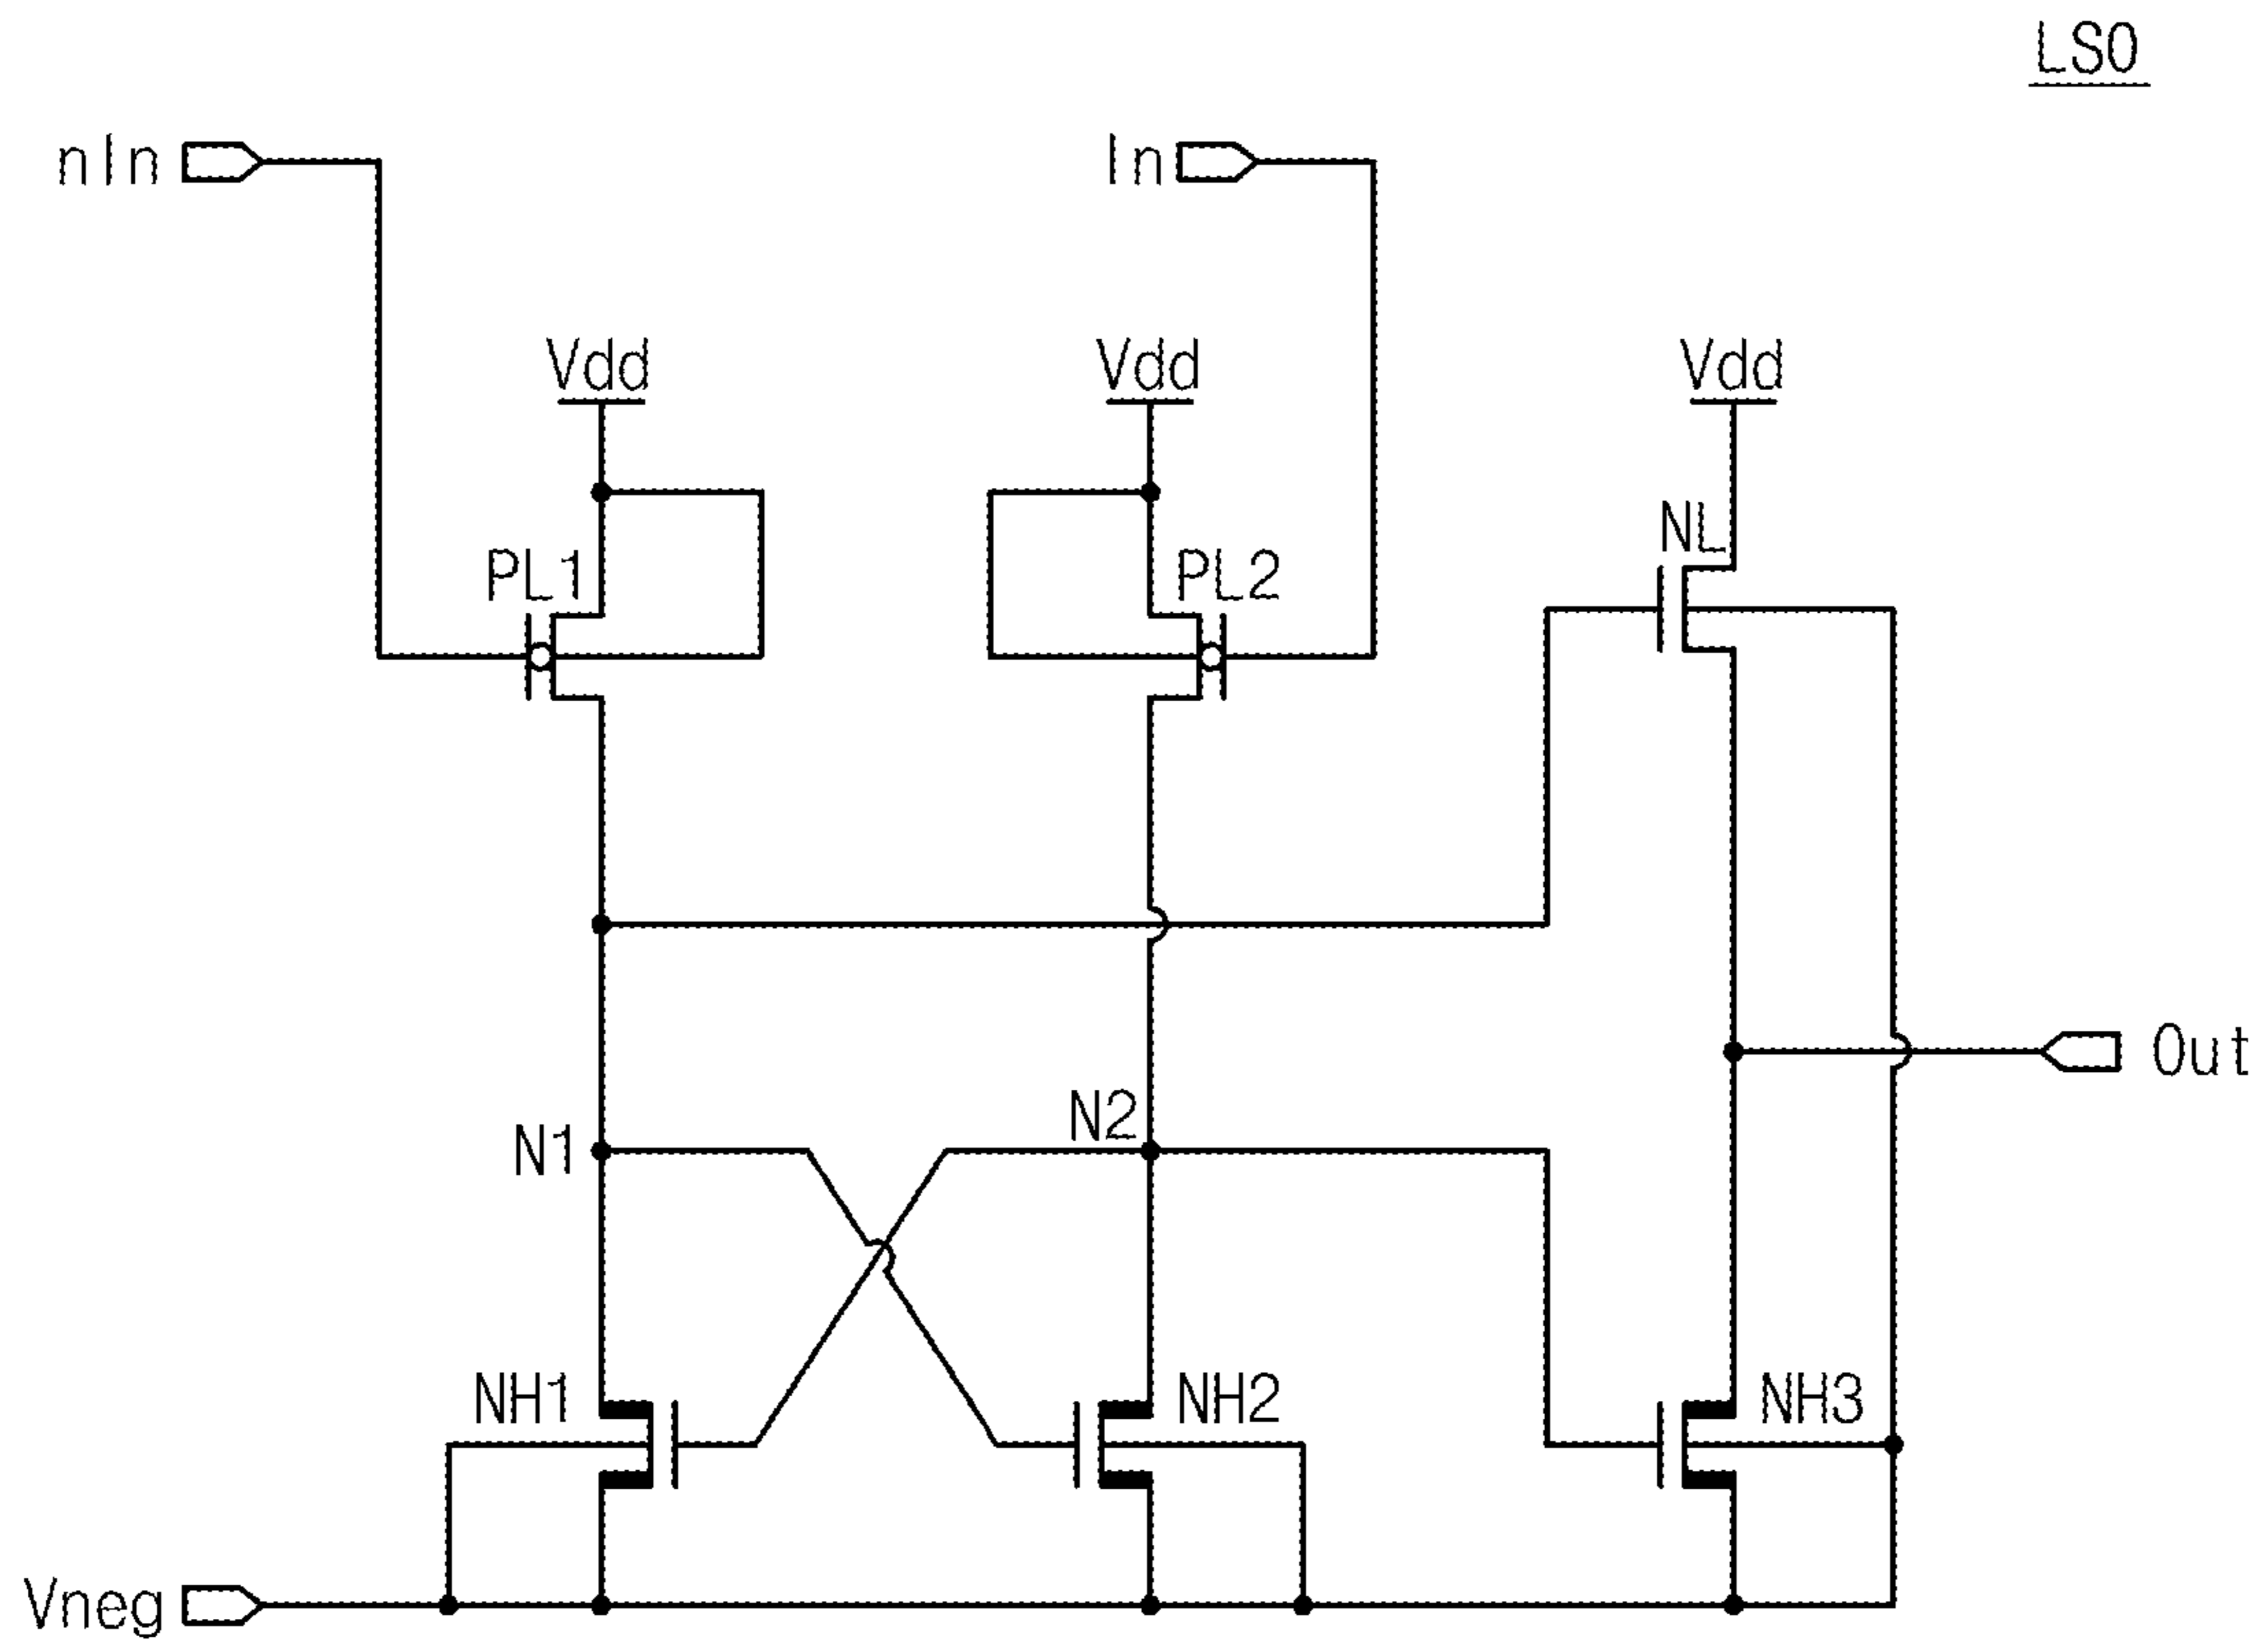 LS0
nIn
In
Vdd
Vdd
Vdd
NL
PL1
PL2
Out
N2
N1
NH1
NH2
NH3
Vneg